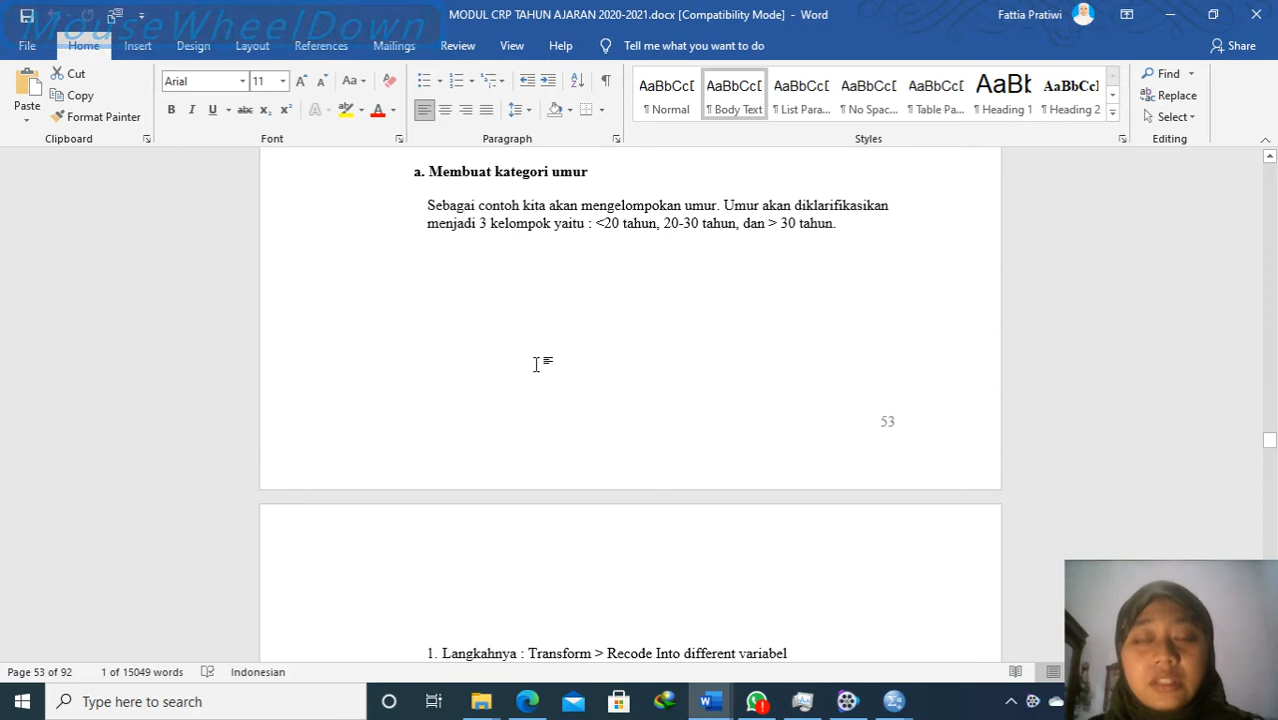 MouseWheelDown
MODUL CRP TAHUN AJARAN 2020-2021.docx [Compatibility Mode] - Word
Fattia Pratiwi
File
Home
Insert
Design
Layout
References
Mailings
Review
View
Help
Tell me what you want to do
Share
Paste
Cut
Copy
Format Painter
Arial
11
Aa
B I U abc x₂ x²
A
A
AaBbCcD
¶ Normal
AaBbCcD
¶ Body Text
AaBbCcD
¶ List Para...
AaBbCcD
¶ No Spac...
AaBbCcD
¶ Table Pa...
AaBb
¶ Heading 1
AaBbCcD
¶ Heading 2
Find
Replace
Select
Clipboard
Font
Paragraph
Styles
Editing
a. Membuat kategori umur
Sebagai contoh kita akan mengelompokan umur. Umur akan diklarifikasikan
menjadi 3 kelompok yaitu : <20 tahun, 20-30 tahun, dan > 30 tahun.
53
1. Langkahnya : Transform > Recode Into different variabel
Page 53 of 92
1 of 15049 words
Indonesian
Type here to search